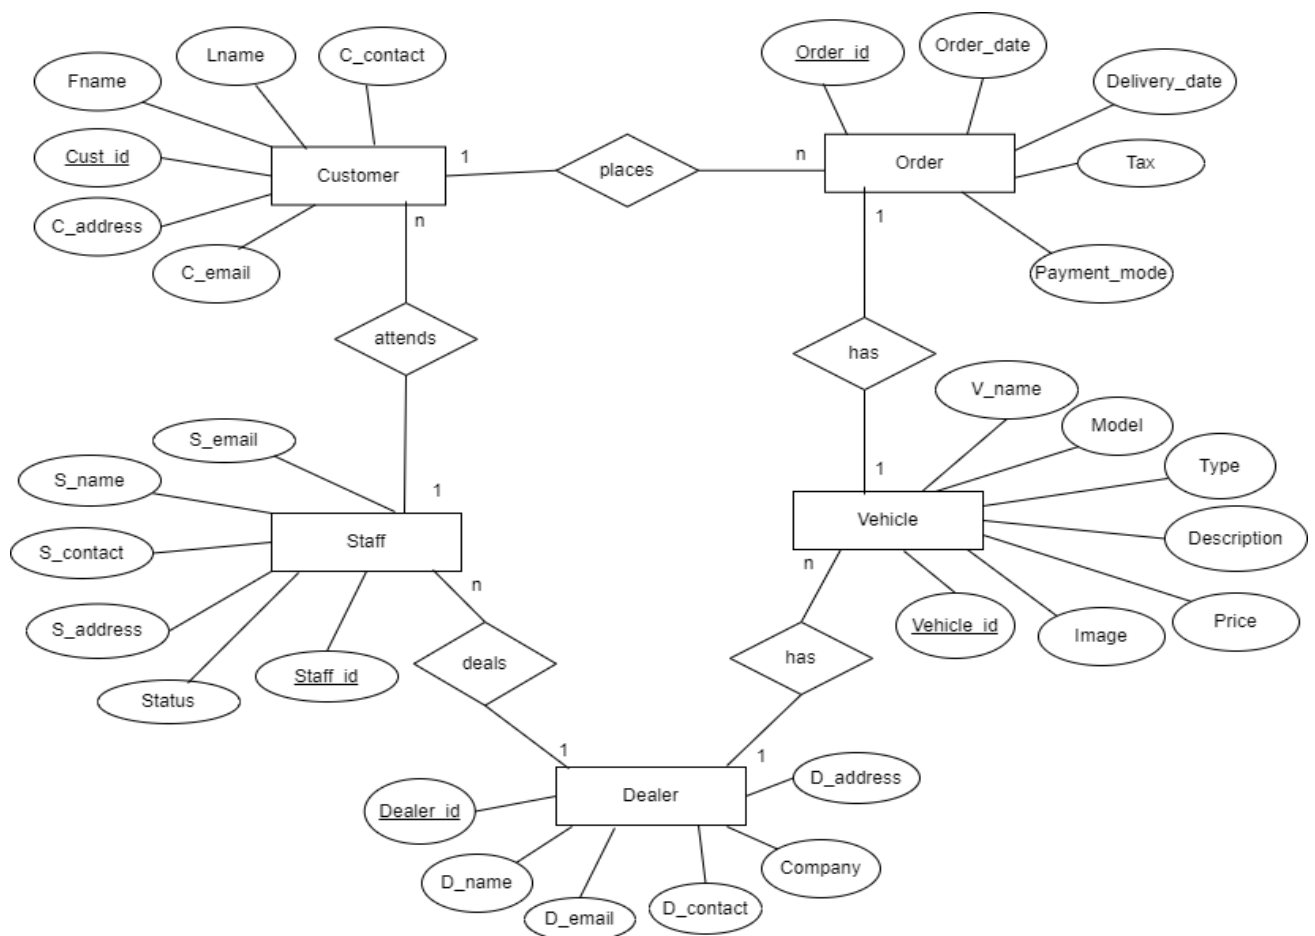 Lname
C_contact
Fname
Cust_id
C_address
C_email
Customer
1
places
n
Order_id
Order_date
Delivery_date
Order
Tax
Payment_mode
n
attends
1
1
has
1
S_email
S_name
S_contact
S_address
Status
Staff_id
Staff
V_name
Model
Type
Description
Price
Image
Vehicle_id
Vehicle
n
deals
1
n
has
1
Dealer
Dealer_id
D_name
D_email
D_contact
Company
D_address